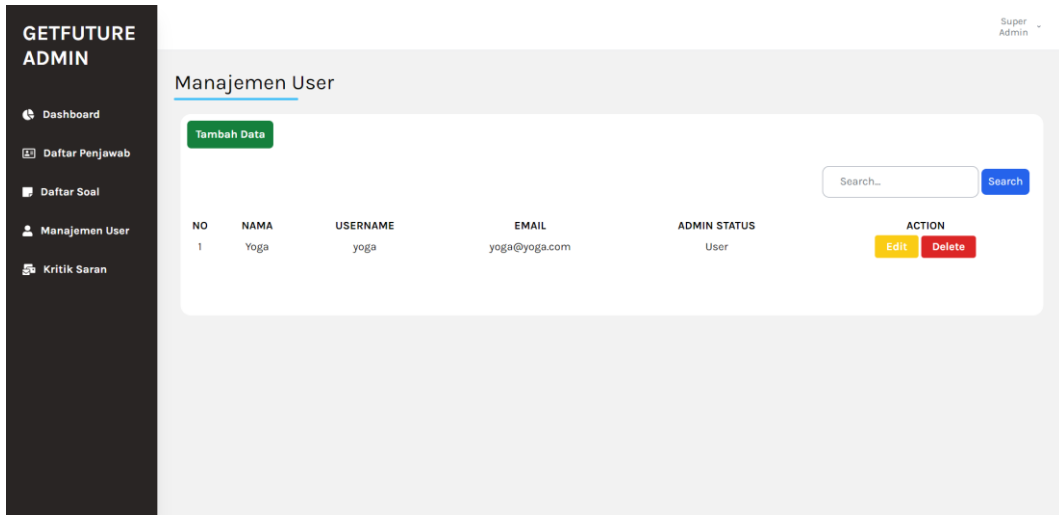 GETFUTURE
ADMIN
Dashboard
Daftar Penjawab
Daftar Soal
Manajemen User
Kritik Saran
Super
Admin
Manajemen User
Tambah Data
Search... Search
NO NAMA USERNAME EMAIL ADMIN STATUS ACTION
1 Yoga yoga yoga@yoga.com User Edit Delete